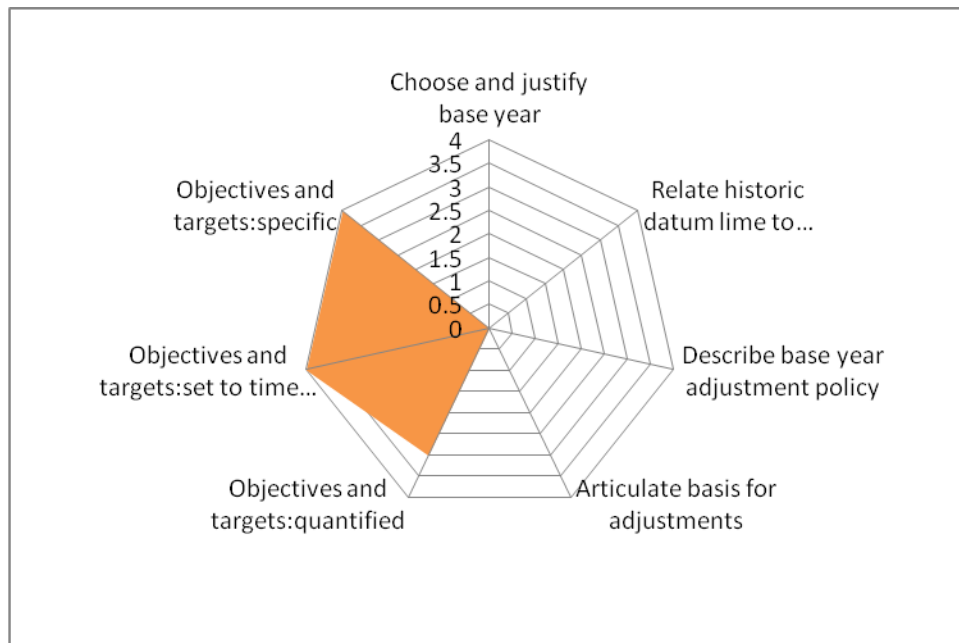 Choose and justify
base year
4
3.5
3
2.5
2
1.5
1
0.5
0
Relate historic
datum lime to...
Describe base year
adjustment policy
Articulate basis for
adjustments
Objectives and
targets:quantified
Objectives and
targets:set to time...
Objectives and
targets:specific